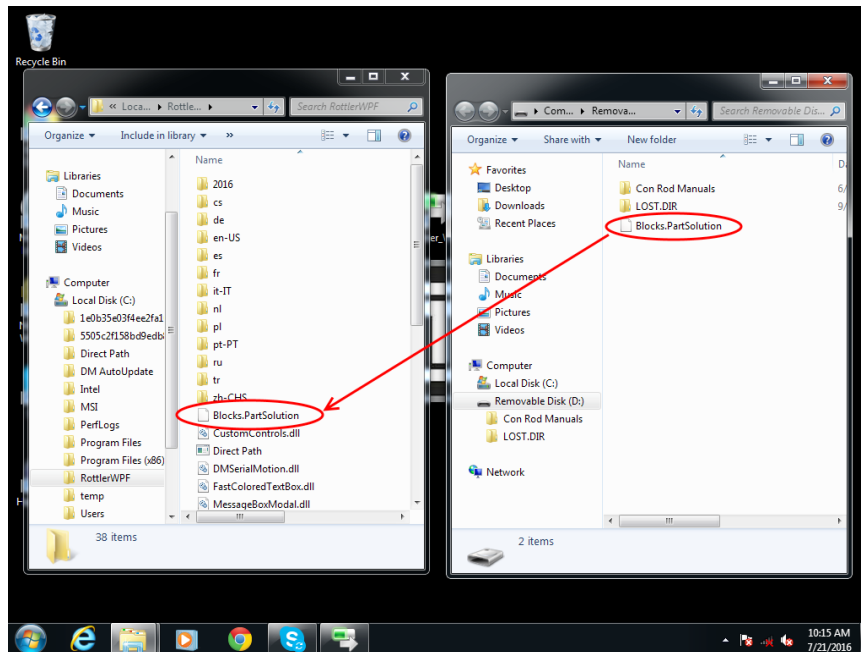 Recycle Bin
« Loca... ▸ Rottle... ▸
Search RottlerWPF
Organize
Include in library
»
Libraries
Documents
Music
Pictures
Videos
Computer
Local Disk (C:)
1e0b35e03f4ee2fa1
5505c2f158bd9edb
Direct Path
DM AutoUpdate
Intel
MSI
PerfLogs
Program Files
Program Files (x86)
RottlerWPF
temp
Users
Name
2016
cs
de
en-US
es
fr
it-IT
nl
pl
pt-PT
ru
tr
zh-CHS
Blocks.PartSolution
CustomControls.dll
Direct Path
DMSerialMotion.dll
FastColoredTextBox.dll
MessageBoxModal.dll
38 items
▸ Com... ▸ Remova...
Search Removable Dis...
Organize
Share with
New folder
Favorites
Desktop
Downloads
Recent Places
Libraries
Documents
Music
Pictures
Videos
Computer
Local Disk (C:)
Removable Disk (D:)
Con Rod Manuals
LOST.DIR
Network
Name
Con Rod Manuals
6/
LOST.DIR
9/
Blocks.PartSolution
2 items
10:15 AM
7/21/2016